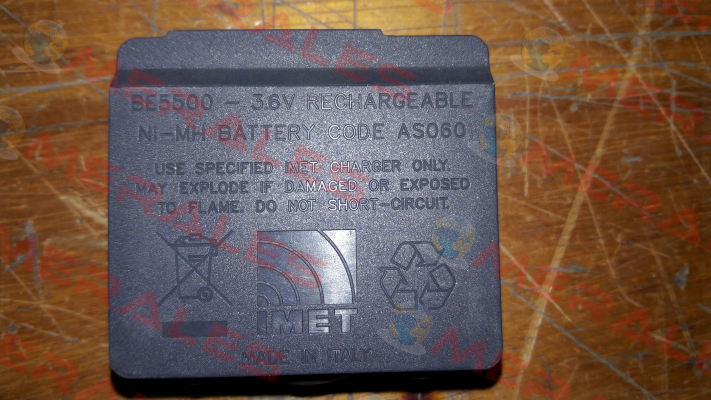 BE5500 – 3.6V RECHARGEABLE
NI-MH BATTERY CODE AS060
USE SPECIFIED IMET CHARGER ONLY.
MAY EXPLODE IF DAMAGED OR EXPOSED
TO FLAME. DO NOT SHORT-CIRCUIT.
IMET
MADE IN ITALY
MERALES